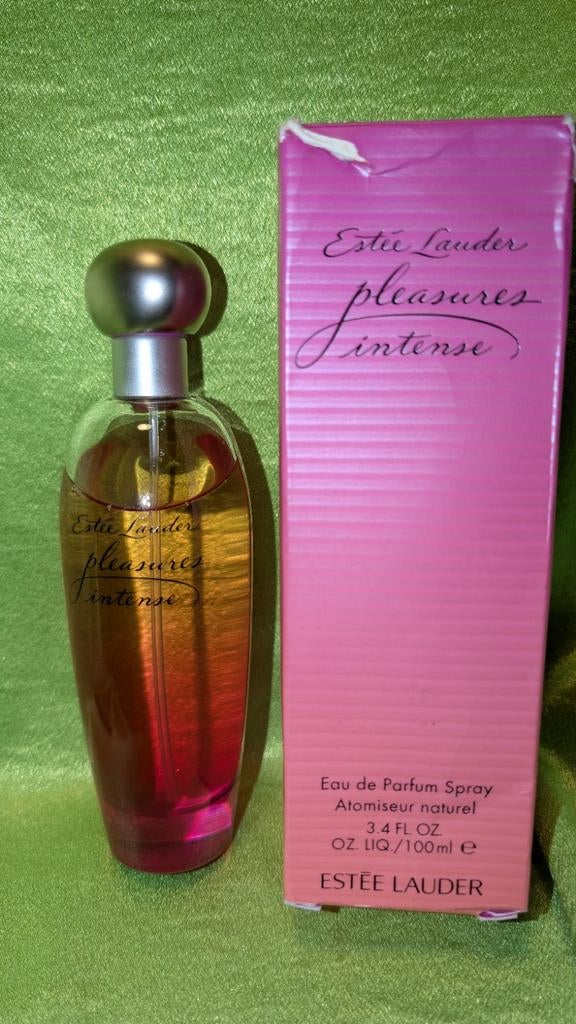 Estée Lauder
pleasures
intense
Estée Lauder
pleasures
intense
Eau de Parfum Spray
Atomiseur naturel
3.4 FL. OZ.
OZ. LIQ./100ml ℮
ESTĒE LAUDER